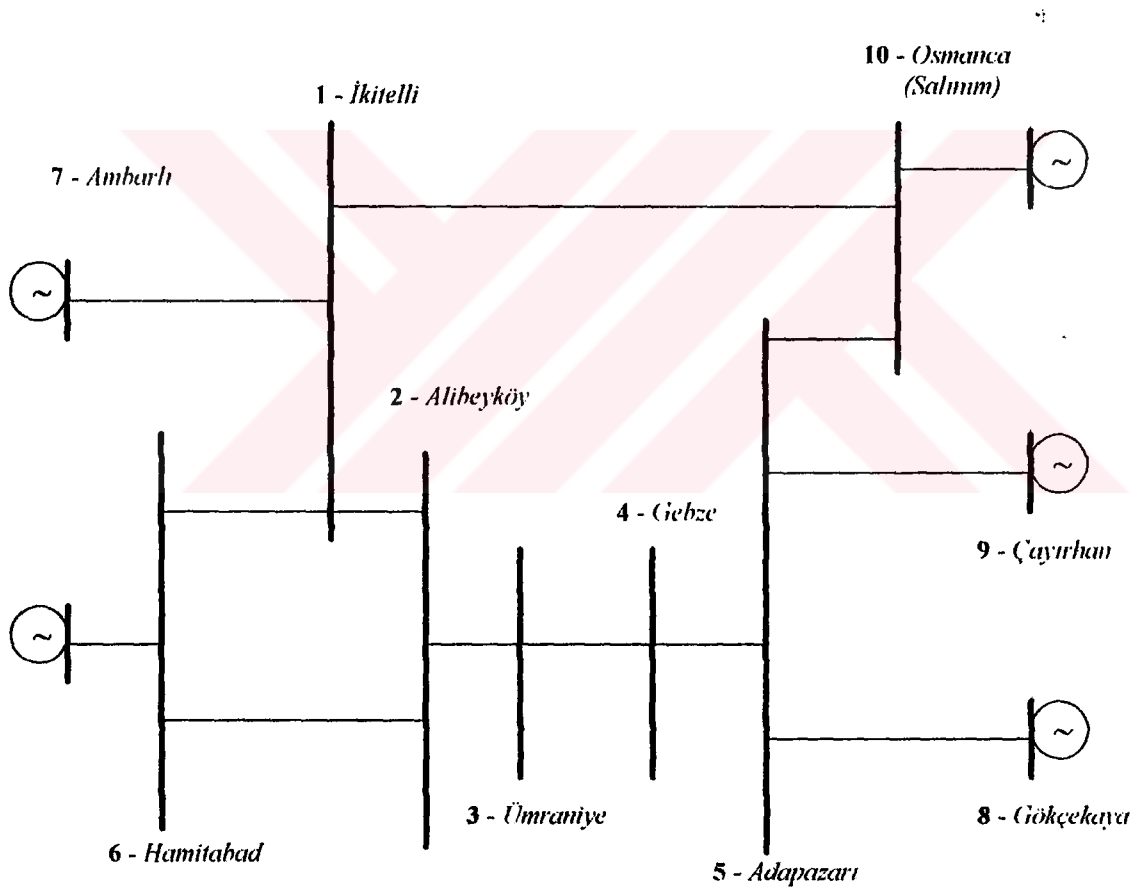 10 - Osmanca
(Salınım)
1 - İkitelli
7 - Ambarlı
~
~
2 - Alibeyköy
~
4 - Gebze
9 - Çayırhan
~
~
3 - Ümraniye
8 - Gökçekaya
6 - Hamitabad
5 - Adapazarı